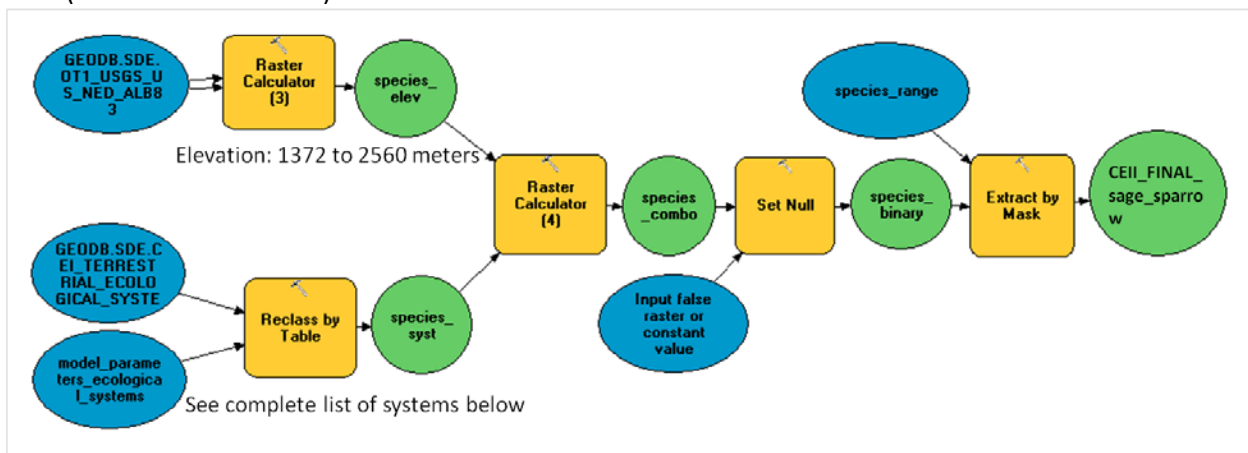 GEODB.SDE.
OT1_USGS_U
S_NED_ALB8
3
Raster
Calculator
(3)
species_
elev
Elevation: 1372 to 2560 meters
species_range
Raster
Calculator
(4)
species
_combo
Set Null
species_
binary
Extract by
Mask
CEII_FINAL_
sage_sparro
w
GEODB.SDE.C
EI_TERREST
RIAL_ECOLO
GICAL_SYSTE
Reclass by
Table
species_
syst
Input false
raster or
constant
value
model_parame
ters_ecologica
l_systems
See complete list of systems below